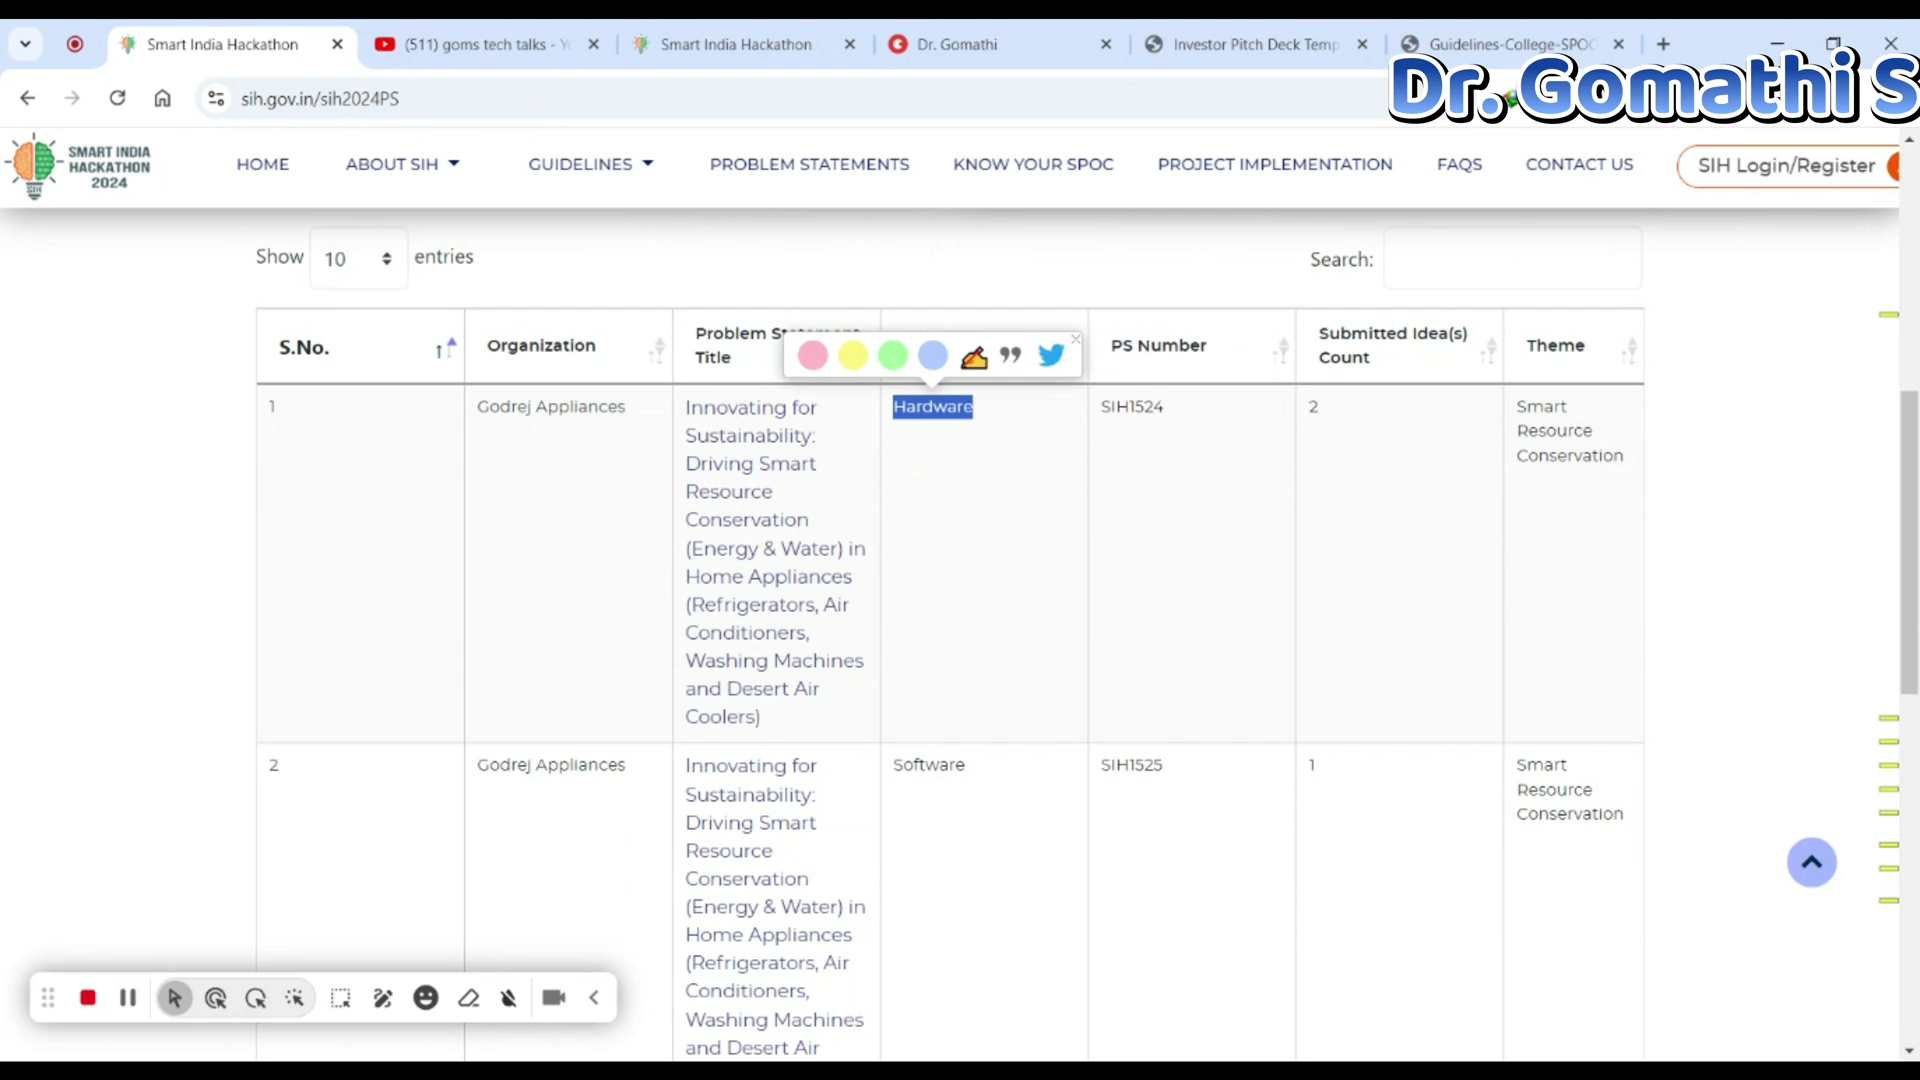 Smart India Hackathon
(511) goms tech talks - Y
Smart India Hackathon
Dr. Gomathi
Investor Pitch Deck Temp
Guidelines-College-SPOC
sih.gov.in/sih2024PS
Dr. Gomathi S
SMART INDIA
HACKATHON
2024
SIH
HOME
ABOUT SIH
GUIDELINES
PROBLEM STATEMENTS
KNOW YOUR SPOC
PROJECT IMPLEMENTATION
FAQS
CONTACT US
SIH Login/Register
Show 10 entries
Search:
S.No.
Organization
Problem Statement
Title
PS Number
Submitted Idea(s)
Count
Theme
1
Godrej Appliances
Innovating for
Sustainability:
Driving Smart
Resource
Conservation
(Energy & Water) in
Home Appliances
(Refrigerators, Air
Conditioners,
Washing Machines
and Desert Air
Coolers)
Hardware
SIH1524
2
Smart
Resource
Conservation
2
Godrej Appliances
Innovating for
Sustainability:
Driving Smart
Resource
Conservation
(Energy & Water) in
Home Appliances
(Refrigerators, Air
Conditioners,
Washing Machines
and Desert Air
Software
SIH1525
1
Smart
Resource
Conservation